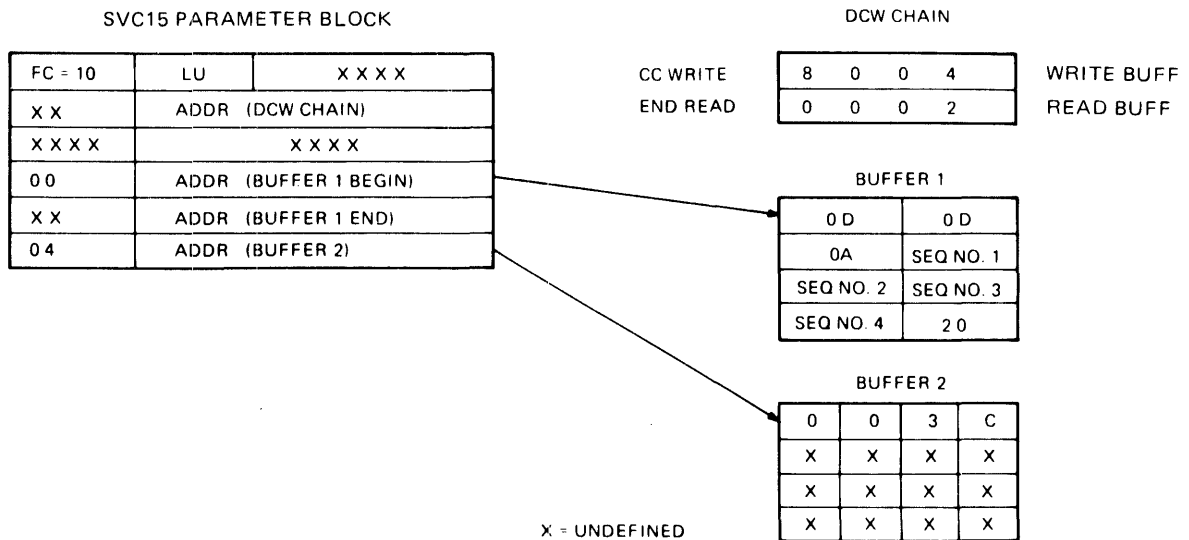 SVC15 PARAMETER BLOCK
FC = 10 LU X X X X
X X ADDR (DCW CHAIN)
X X X X X X X X
0 0 ADDR (BUFFER 1 BEGIN)
X X ADDR (BUFFER 1 END)
0 4 ADDR (BUFFER 2)
DCW CHAIN
CC WRITE 8 0 0 4 WRITE BUFF
END READ 0 0 0 2 READ BUFF
BUFFER 1
0 D 0 D
0A SEQ NO. 1
SEQ NO. 2 SEQ NO. 3
SEQ NO. 4 2 0
BUFFER 2
0 0 3 C
X X X X
X X X X
X X X X
X = UNDEFINED